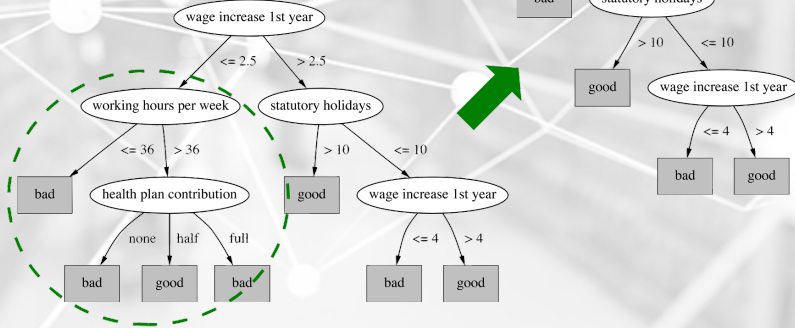 bad
statutory holidays
wage increase 1st year
> 10
<= 10
<= 2.5
> 2.5
good
wage increase 1st year
working hours per week
statutory holidays
<= 4
> 4
<= 36
> 36
> 10
<= 10
bad
good
bad
health plan contribution
good
wage increase 1st year
none
half
full
<= 4
> 4
bad
good
bad
bad
good